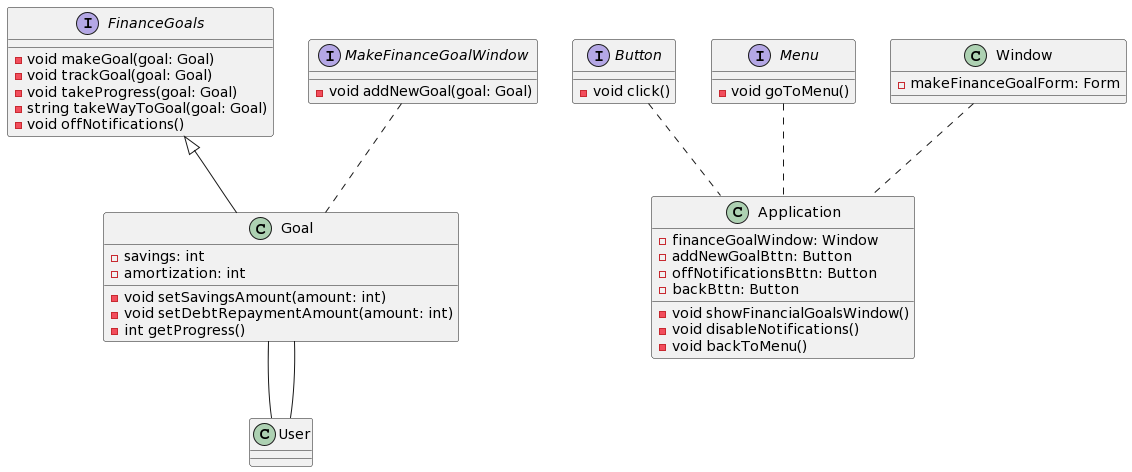 I FinanceGoals
void makeGoal(goal: Goal)
void trackGoal(goal: Goal)
void takeProgress(goal: Goal)
string takeWayToGoal(goal: Goal)
void offNotifications()
I MakeFinanceGoalWindow
void addNewGoal(goal: Goal)
I Button
void click()
I Menu
void goToMenu()
C Window
makeFinanceGoalForm: Form
C Goal
savings: int
amortization: int
void setSavingsAmount(amount: int)
void setDebtRepaymentAmount(amount: int)
int getProgress()
C Application
financeGoalWindow: Window
addNewGoalBttn: Button
offNotificationsBttn: Button
backBttn: Button
void showFinancialGoalsWindow()
void disableNotifications()
void backToMenu()
C User